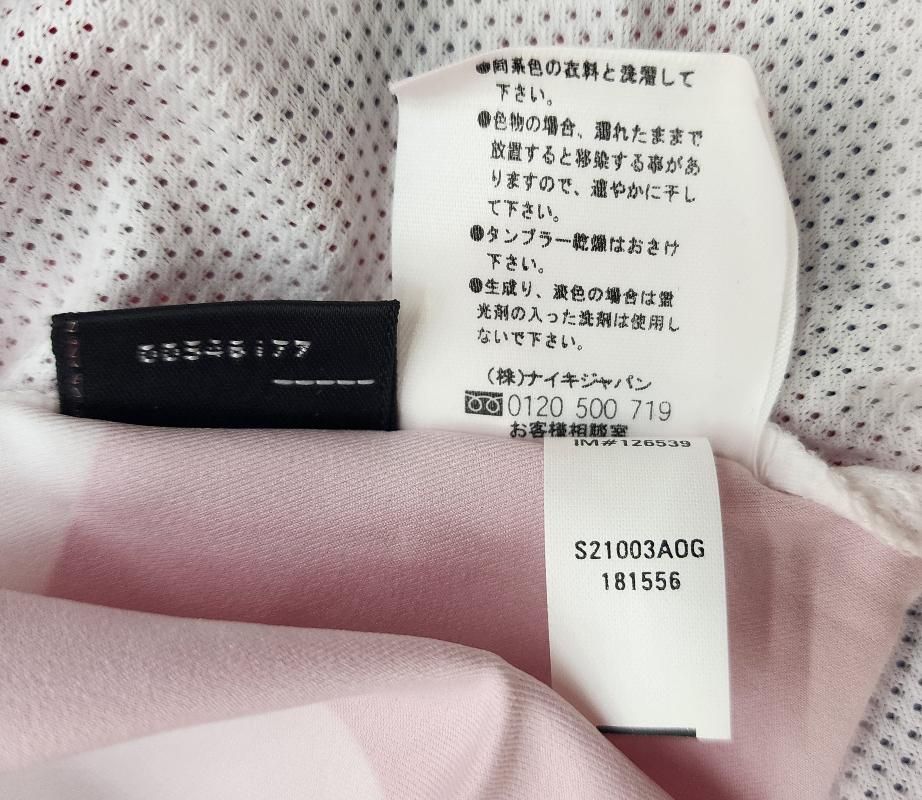 ●同系色の衣料と洗濯して
下さい。
●色物の場合、濡れたままで
放置すると移染する事があ
りますので、速やかに干し
て下さい。
●タンブラー乾燥はおさけ
下さい。
●生成り、淡色の場合は蛍
光剤の入った洗剤は使用し
ないで下さい。
(株)ナイキジャパン
0120 500 719
お客様相談室
IM#126539
S21003AOG
181556